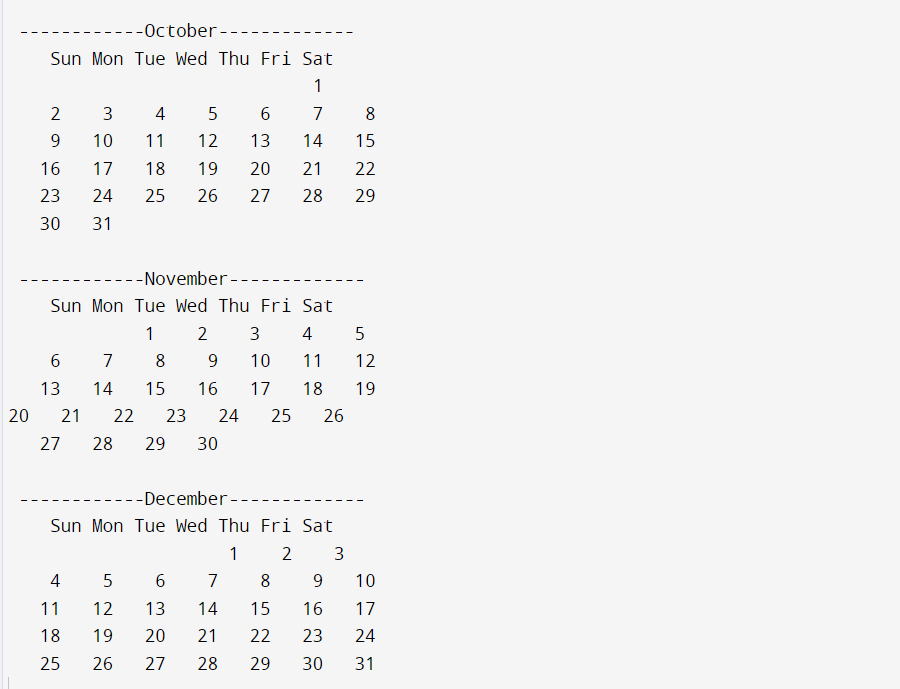 ------------October-------------
Sun Mon Tue Wed Thu Fri Sat
1
2 3 4 5 6 7 8
9 10 11 12 13 14 15
16 17 18 19 20 21 22
23 24 25 26 27 28 29
30 31
------------November-------------
Sun Mon Tue Wed Thu Fri Sat
1 2 3 4 5
6 7 8 9 10 11 12
13 14 15 16 17 18 19
20 21 22 23 24 25 26
27 28 29 30
------------December-------------
Sun Mon Tue Wed Thu Fri Sat
1 2 3
4 5 6 7 8 9 10
11 12 13 14 15 16 17
18 19 20 21 22 23 24
25 26 27 28 29 30 31